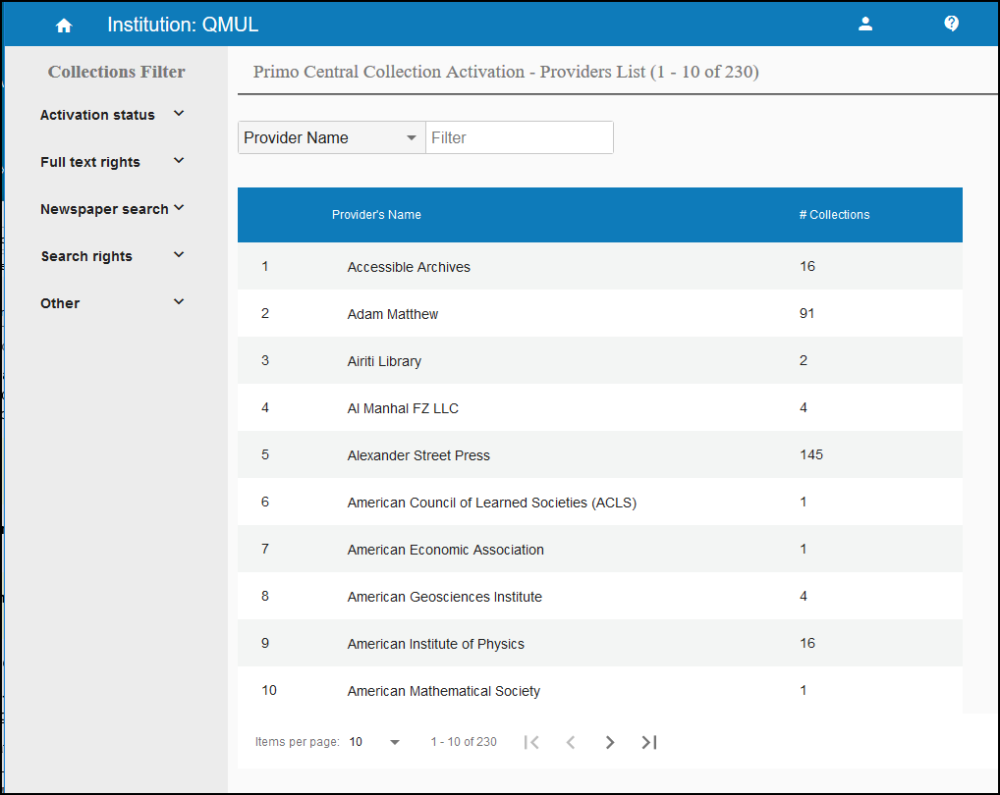 Institution: QMUL
Collections Filter
Activation status
Full text rights
Newspaper search
Search rights
Other
Primo Central Collection Activation - Providers List (1 - 10 of 230)
Provider Name Filter
Provider's Name # Collections
1 Accessible Archives 16
2 Adam Matthew 91
3 Airiti Library 2
4 Al Manhal FZ LLC 4
5 Alexander Street Press 145
6 American Council of Learned Societies (ACLS) 1
7 American Economic Association 1
8 American Geosciences Institute 4
9 American Institute of Physics 16
10 American Mathematical Society 1
Items per page: 10 1 - 10 of 230